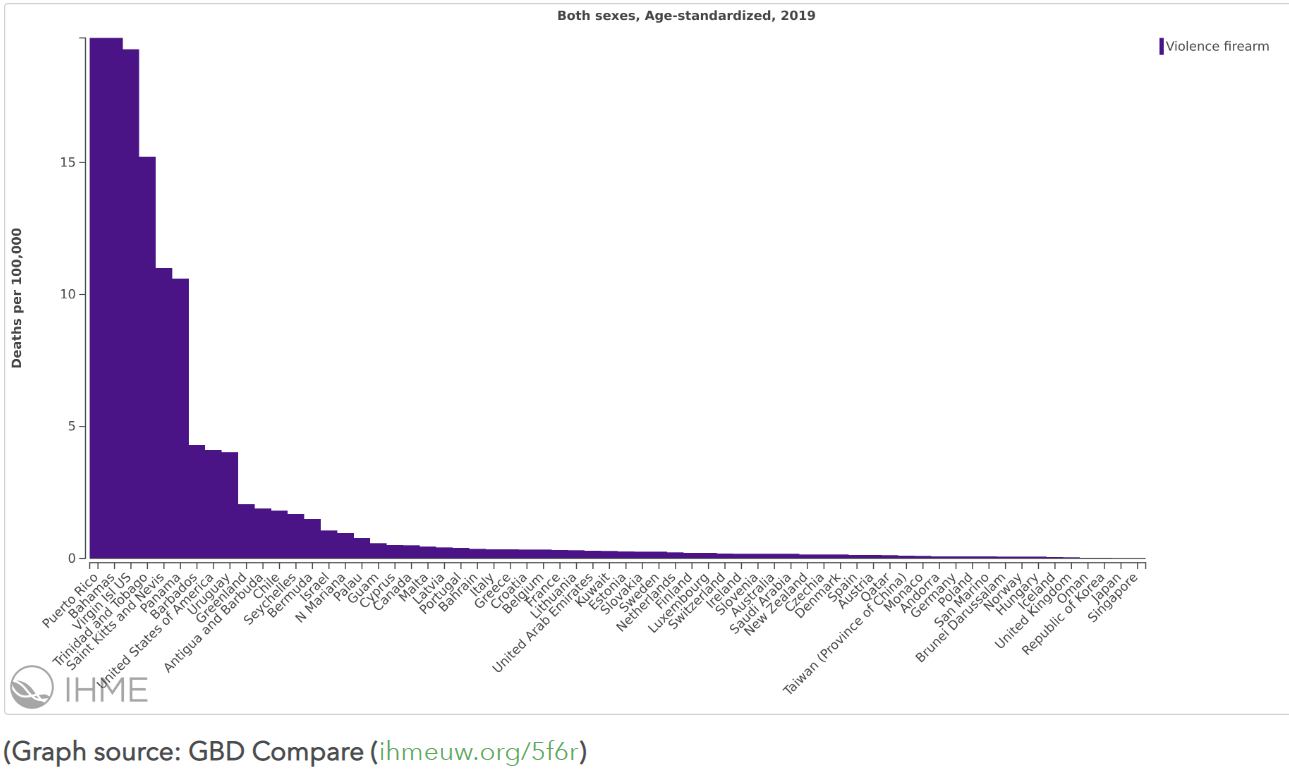 Both sexes, Age-standardized, 2019
Violence firearm
Deaths per 100,000
15
10
5
0
Puerto Rico
Bahamas
Virgin Isl US
Trinidad and Tobago
Saint Kitts and Nevis
Panama
Barbados
United States of America
Uruguay
Greenland
Antigua and Barbuda
Chile
Seychelles
Bermuda
Israel
N Mariana
Palau
Guam
Cyprus
Canada
Malta
Latvia
Portugal
Bahrain
Italy
Greece
Croatia
Belgium
France
Lithuania
United Arab Emirates
Kuwait
Estonia
Slovakia
Sweden
Netherlands
Finland
Luxembourg
Switzerland
Ireland
Slovenia
Australia
Saudi Arabia
New Zealand
Czechia
Denmark
Spain
Austria
Qatar
Taiwan (Province of China)
Monaco
Andorra
Germany
Poland
San Marino
Brunei Darussalam
Norway
Hungary
Iceland
United Kingdom
Oman
Republic of Korea
Japan
Singapore
IHME
(Graph source: GBD Compare (ihmeuw.org/5f6r)